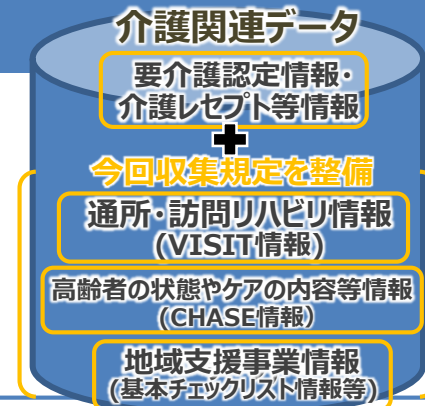 介護関連データ
要介護認定情報・
介護レセプト等情報
+
今回収集規定を整備
通所・訪問リハビリ情報
(VISIT情報)
高齢者の状態やケアの内容等情報
(CHASE情報）
地域支援事業情報
(基本チェックリスト情報等)